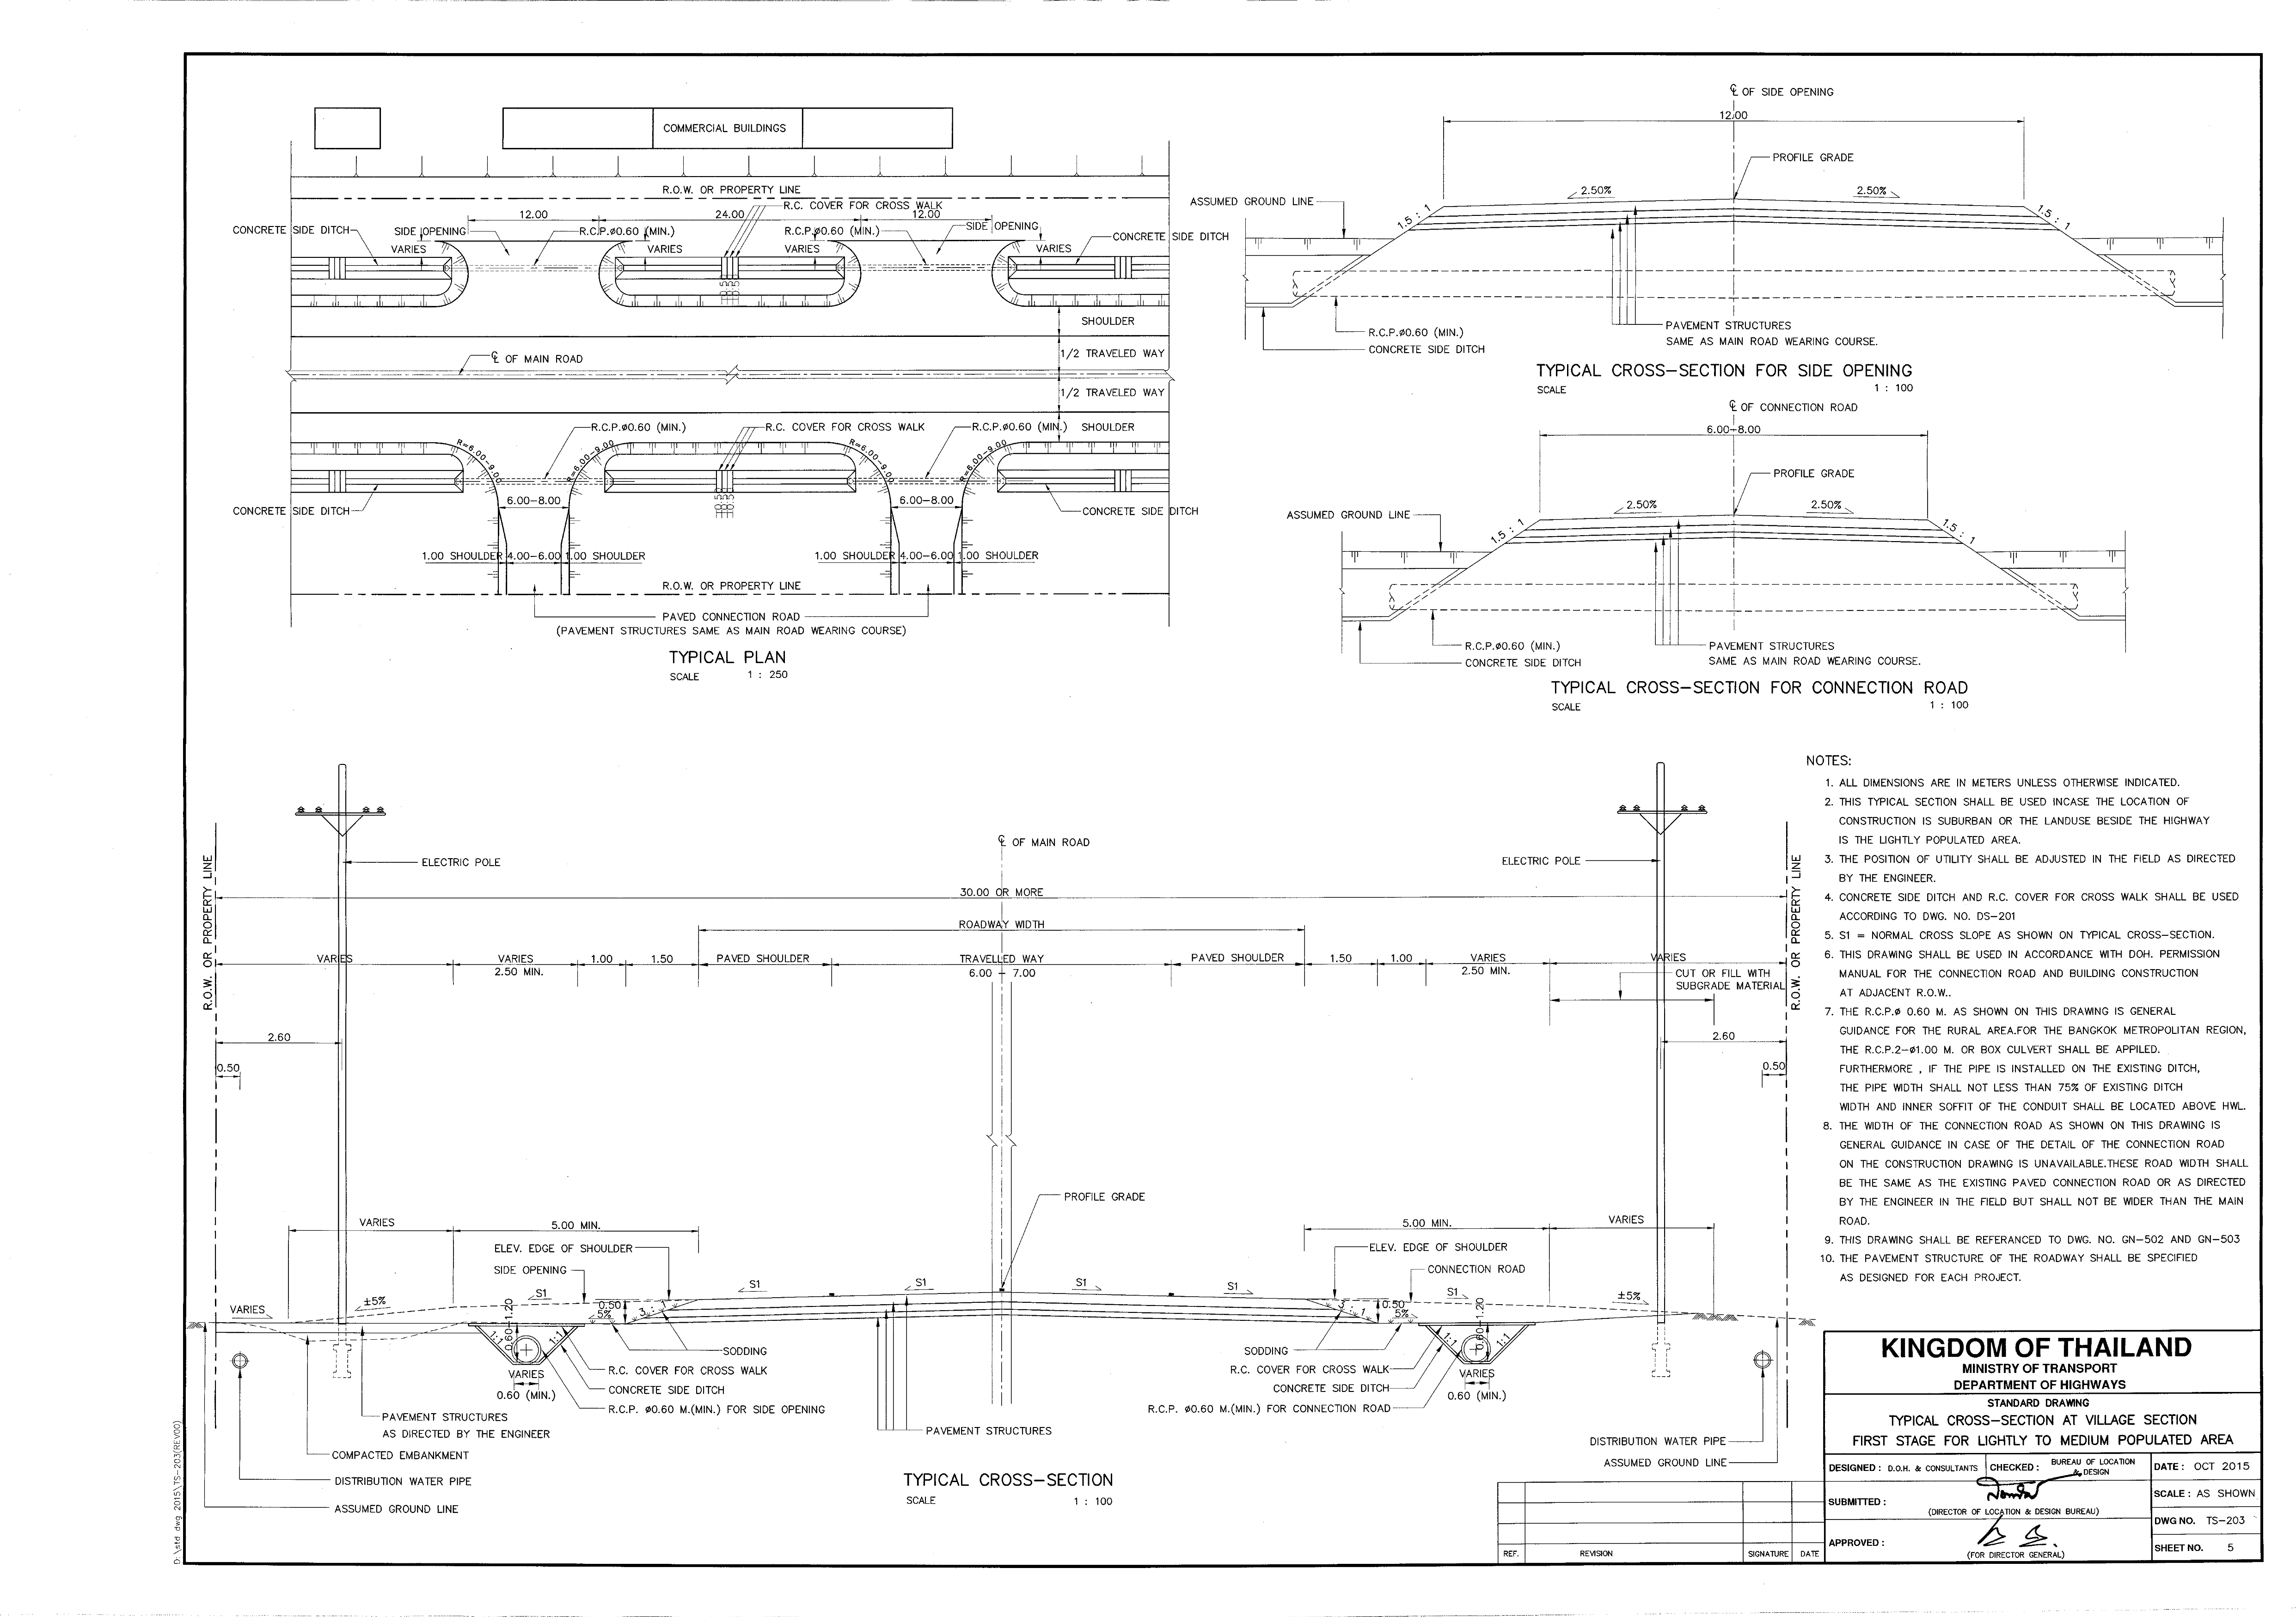 COMMERCIAL BUILDINGS
R.O.W. OR PROPERTY LINE
R.C. COVER FOR CROSS WALK
12.00
24.00
12.00
CONCRETE SIDE DITCH
SIDE OPENING
R.C.P.ø0.60 (MIN.)
R.C.P.ø0.60 (MIN.)
SIDE OPENING
CONCRETE SIDE DITCH
VARIES
VARIES
VARIES
VARIES
SHOULDER
℄ OF MAIN ROAD
1/2 TRAVELED WAY
1/2 TRAVELED WAY
R.C.P.ø0.60 (MIN.)
R.C. COVER FOR CROSS WALK
R.C.P.ø0.60 (MIN.)
SHOULDER
R=6.00-9.00
R=6.00-9.00
R=6.00-9.00
R=6.00-9.00
6.00-8.00
6.00-8.00
CONCRETE SIDE DITCH
CONCRETE SIDE DITCH
1.00 SHOULDER
4.00-6.00
1.00 SHOULDER
1.00 SHOULDER
4.00-6.00
1.00 SHOULDER
R.O.W. OR PROPERTY LINE
PAVED CONNECTION ROAD
(PAVEMENT STRUCTURES SAME AS MAIN ROAD WEARING COURSE)
TYPICAL PLAN
SCALE 1 : 250
℄ OF SIDE OPENING
12.00
PROFILE GRADE
2.50%
2.50%
ASSUMED GROUND LINE
1.5 : 1
1.5 : 1
R.C.P.ø0.60 (MIN.)
CONCRETE SIDE DITCH
PAVEMENT STRUCTURES
SAME AS MAIN ROAD WEARING COURSE.
TYPICAL CROSS-SECTION FOR SIDE OPENING
SCALE 1 : 100
℄ OF CONNECTION ROAD
6.00-8.00
PROFILE GRADE
2.50%
2.50%
ASSUMED GROUND LINE
1.5 : 1
1.5 : 1
R.C.P.ø0.60 (MIN.)
CONCRETE SIDE DITCH
PAVEMENT STRUCTURES
SAME AS MAIN ROAD WEARING COURSE.
TYPICAL CROSS-SECTION FOR CONNECTION ROAD
SCALE 1 : 100
R.O.W. OR PROPERTY LINE
ELECTRIC POLE
℄ OF MAIN ROAD
ELECTRIC POLE
R.O.W. OR PROPERTY LINE
30.00 OR MORE
ROADWAY WIDTH
VARIES
VARIES
2.50 MIN.
1.00
1.50
PAVED SHOULDER
TRAVELLED WAY
6.00 - 7.00
PAVED SHOULDER
1.50
1.00
VARIES
2.50 MIN.
VARIES
CUT OR FILL WITH
SUBGRADE MATERIAL
2.60
0.50
2.60
0.50
PROFILE GRADE
VARIES
5.00 MIN.
5.00 MIN.
VARIES
ELEV. EDGE OF SHOULDER
SIDE OPENING
ELEV. EDGE OF SHOULDER
CONNECTION ROAD
VARIES
±5%
S1
0.50
5%
3 : 1
S1
S1
S1
S1
3 : 1
0.50
5%
S1
±5%
0.60-1.20
1:1
1:1
VARIES
0.60 (MIN.)
0.60-1.20
1:1
1:1
VARIES
0.60 (MIN.)
SODDING
R.C. COVER FOR CROSS WALK
CONCRETE SIDE DITCH
R.C.P. ø0.60 M.(MIN.) FOR SIDE OPENING
SODDING
R.C. COVER FOR CROSS WALK
CONCRETE SIDE DITCH
R.C.P. ø0.60 M.(MIN.) FOR CONNECTION ROAD
PAVEMENT STRUCTURES
AS DIRECTED BY THE ENGINEER
COMPACTED EMBANKMENT
DISTRIBUTION WATER PIPE
ASSUMED GROUND LINE
PAVEMENT STRUCTURES
DISTRIBUTION WATER PIPE
ASSUMED GROUND LINE
TYPICAL CROSS-SECTION
SCALE 1 : 100
NOTES:
1. ALL DIMENSIONS ARE IN METERS UNLESS OTHERWISE INDICATED.
2. THIS TYPICAL SECTION SHALL BE USED INCASE THE LOCATION OF
CONSTRUCTION IS SUBURBAN OR THE LANDUSE BESIDE THE HIGHWAY
IS THE LIGHTLY POPULATED AREA.
3. THE POSITION OF UTILITY SHALL BE ADJUSTED IN THE FIELD AS DIRECTED
BY THE ENGINEER.
4. CONCRETE SIDE DITCH AND R.C. COVER FOR CROSS WALK SHALL BE USED
ACCORDING TO DWG. NO. DS-201
5. S1 = NORMAL CROSS SLOPE AS SHOWN ON TYPICAL CROSS-SECTION.
6. THIS DRAWING SHALL BE USED IN ACCORDANCE WITH DOH. PERMISSION
MANUAL FOR THE CONNECTION ROAD AND BUILDING CONSTRUCTION
AT ADJACENT R.O.W..
7. THE R.C.P.ø 0.60 M. AS SHOWN ON THIS DRAWING IS GENERAL
GUIDANCE FOR THE RURAL AREA.FOR THE BANGKOK METROPOLITAN REGION,
THE R.C.P.2-ø1.00 M. OR BOX CULVERT SHALL BE APPILED.
FURTHERMORE , IF THE PIPE IS INSTALLED ON THE EXISTING DITCH,
THE PIPE WIDTH SHALL NOT LESS THAN 75% OF EXISTING DITCH
WIDTH AND INNER SOFFIT OF THE CONDUIT SHALL BE LOCATED ABOVE HWL.
8. THE WIDTH OF THE CONNECTION ROAD AS SHOWN ON THIS DRAWING IS
GENERAL GUIDANCE IN CASE OF THE DETAIL OF THE CONNECTION ROAD
ON THE CONSTRUCTION DRAWING IS UNAVAILABLE.THESE ROAD WIDTH SHALL
BE THE SAME AS THE EXISTING PAVED CONNECTION ROAD OR AS DIRECTED
BY THE ENGINEER IN THE FIELD BUT SHALL NOT BE WIDER THAN THE MAIN
ROAD.
9. THIS DRAWING SHALL BE REFERANCED TO DWG. NO. GN-502 AND GN-503
10. THE PAVEMENT STRUCTURE OF THE ROADWAY SHALL BE SPECIFIED
AS DESIGNED FOR EACH PROJECT.
KINGDOM OF THAILAND
MINISTRY OF TRANSPORT
DEPARTMENT OF HIGHWAYS
STANDARD DRAWING
TYPICAL CROSS-SECTION AT VILLAGE SECTION
FIRST STAGE FOR LIGHTLY TO MEDIUM POPULATED AREA
DESIGNED : D.O.H. & CONSULTANTS
CHECKED : BUREAU OF LOCATION
& DESIGN
DATE : OCT 2015
SUBMITTED :
(DIRECTOR OF LOCATION & DESIGN BUREAU)
SCALE : AS SHOWN
DWG NO. TS-203
APPROVED :
(FOR DIRECTOR GENERAL)
SHEET NO. 5
REF. REVISION SIGNATURE DATE
D:\std dwg 2015\TS-203(REV00)